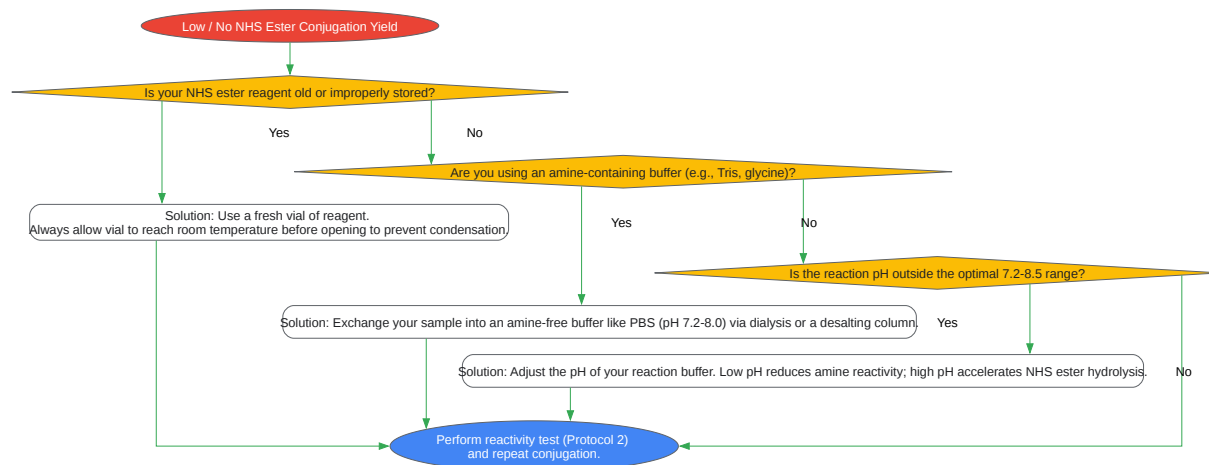 Low / No NHS Ester Conjugation Yield
Is your NHS ester reagent old or improperly stored?
Yes
No
Are you using an amine-containing buffer (e.g., Tris, glycine)?
Solution: Use a fresh vial of reagent.
Always allow vial to reach room temperature before opening to prevent condensation.
Yes
No
Is the reaction pH outside the optimal 7.2-8.5 range?
Solution: Exchange your sample into an amine-free buffer like PBS (pH 7.2-8.0) via dialysis or a desalting column.
Yes
Solution: Adjust the pH of your reaction buffer. Low pH reduces amine reactivity; high pH accelerates NHS ester hydrolysis.
No
Perform reactivity test (Protocol 2)
and repeat conjugation.